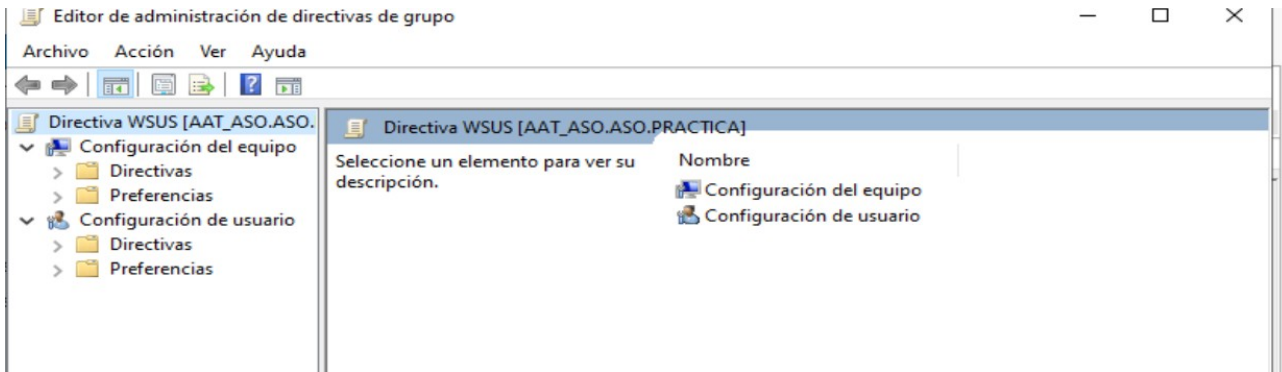 Editor de administración de directivas de grupo
Archivo Acción Ver Ayuda
Directiva WSUS [AAT_ASO.ASO.
Configuración del equipo
Directivas
Preferencias
Configuración de usuario
Directivas
Preferencias
Directiva WSUS [AAT_ASO.ASO.PRACTICA]
Seleccione un elemento para ver su
descripción.
Nombre
Configuración del equipo
Configuración de usuario